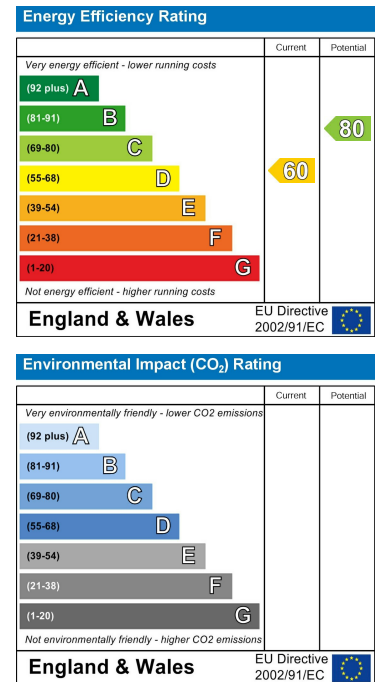 Energy Efficiency Rating
Current Potential
Very energy efficient - lower running costs
(92 plus) A
(81-91) B
(69-80) C
(55-68) D
(39-54) E
(21-38) F
(1-20) G
60
80
Not energy efficient - higher running costs
England & Wales
EU Directive
2002/91/EC
Environmental Impact (CO₂) Rating
Current Potential
Very environmentally friendly - lower CO2 emissions
(92 plus) A
(81-91) B
(69-80) C
(55-68) D
(39-54) E
(21-38) F
(1-20) G
Not environmentally friendly - higher CO2 emissions
England & Wales
EU Directive
2002/91/EC